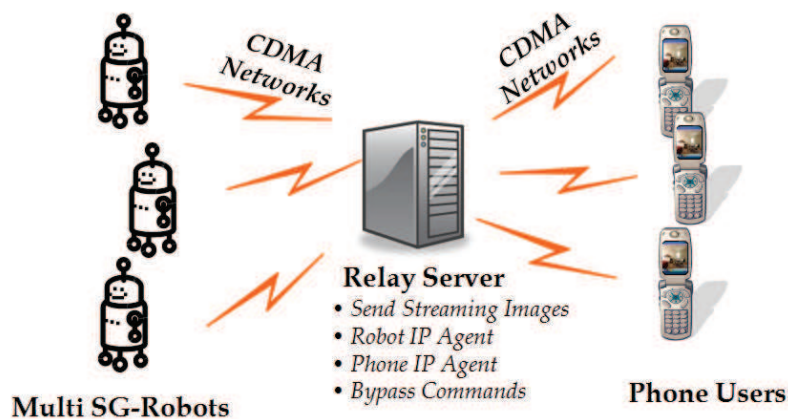 CDMA
Networks
CDMA
Networks
Relay Server
• Send Streaming Images
• Robot IP Agent
• Phone IP Agent
• Bypass Commands
Multi SG-Robots
Phone Users